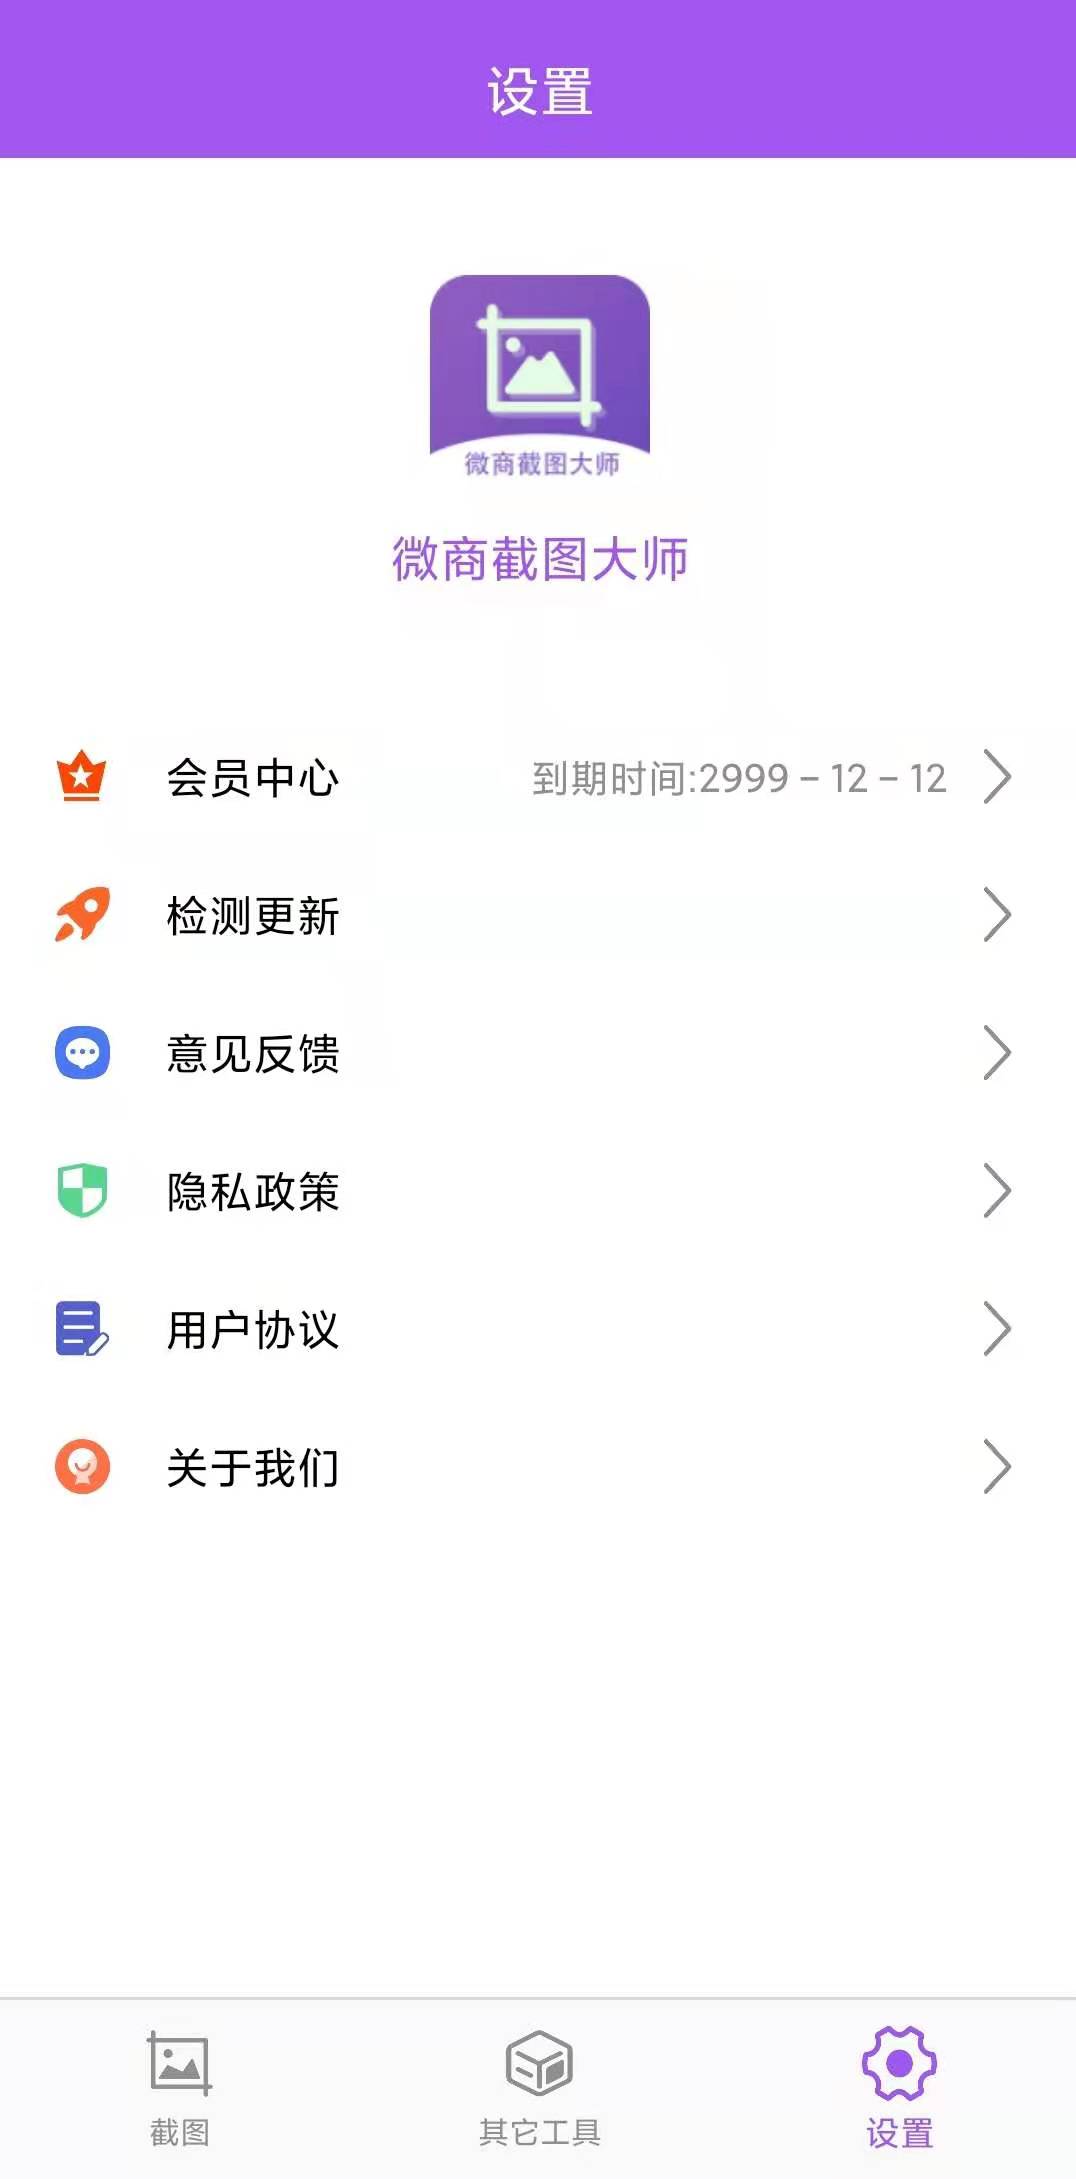 设置
微商截图大师
微商截图大师
会员中心 到期时间:2999-12-12
检测更新
意见反馈
隐私政策
用户协议
关于我们
截图 其它工具 设置